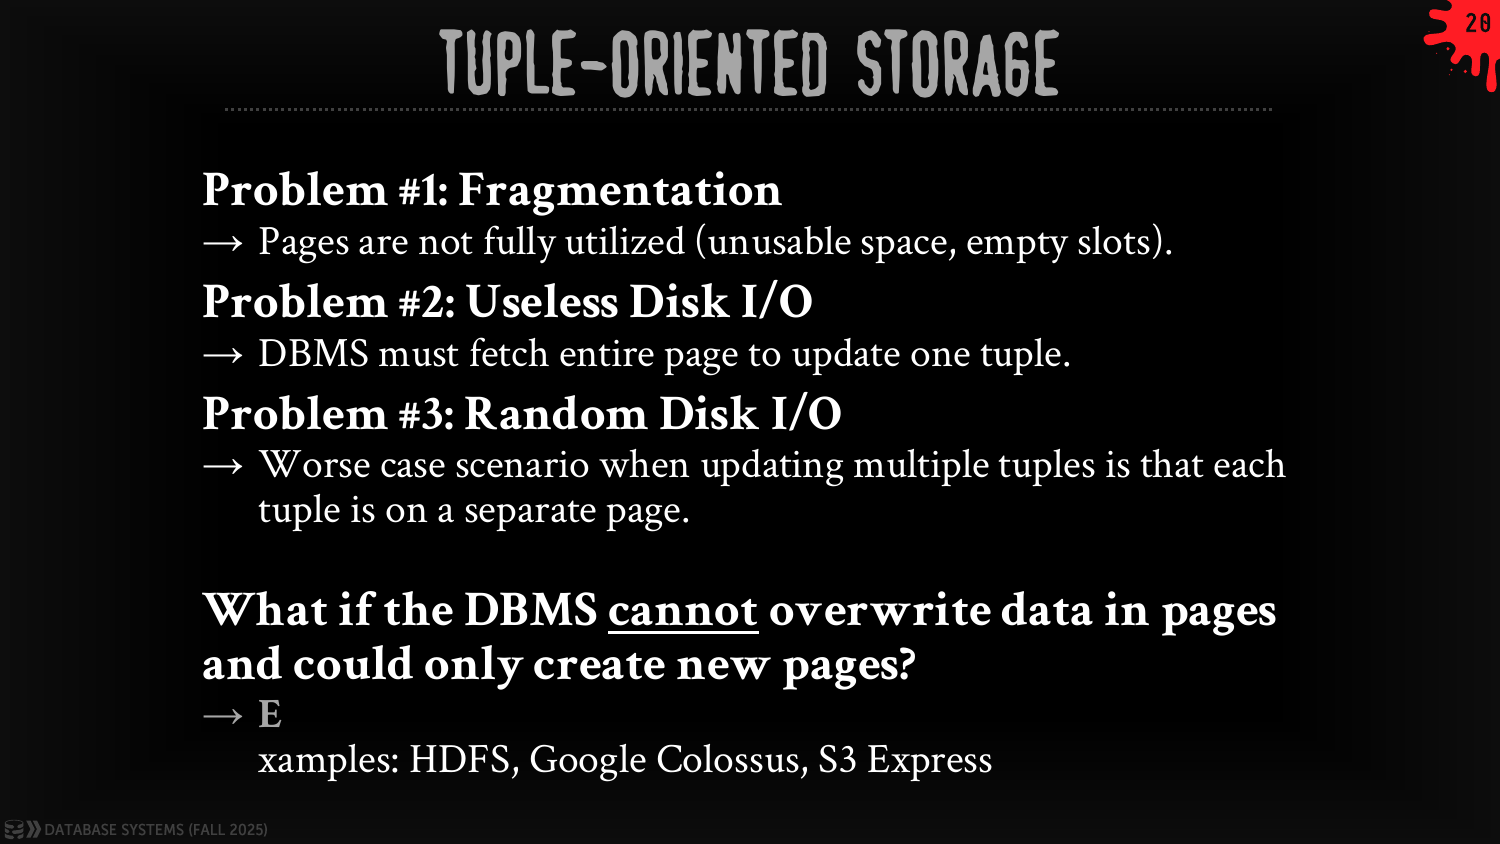 TUPLE-ORIENTED STORAGE
20
Problem #1: Fragmentation
→ Pages are not fully utilized (unusable space, empty slots).
Problem #2: Useless Disk I/O
→ DBMS must fetch entire page to update one tuple.
Problem #3: Random Disk I/O
→ Worse case scenario when updating multiple tuples is that each
tuple is on a separate page.
What if the DBMS cannot overwrite data in pages
and could only create new pages?
→ E
xamples: HDFS, Google Colossus, S3 Express
DATABASE SYSTEMS (FALL 2025)